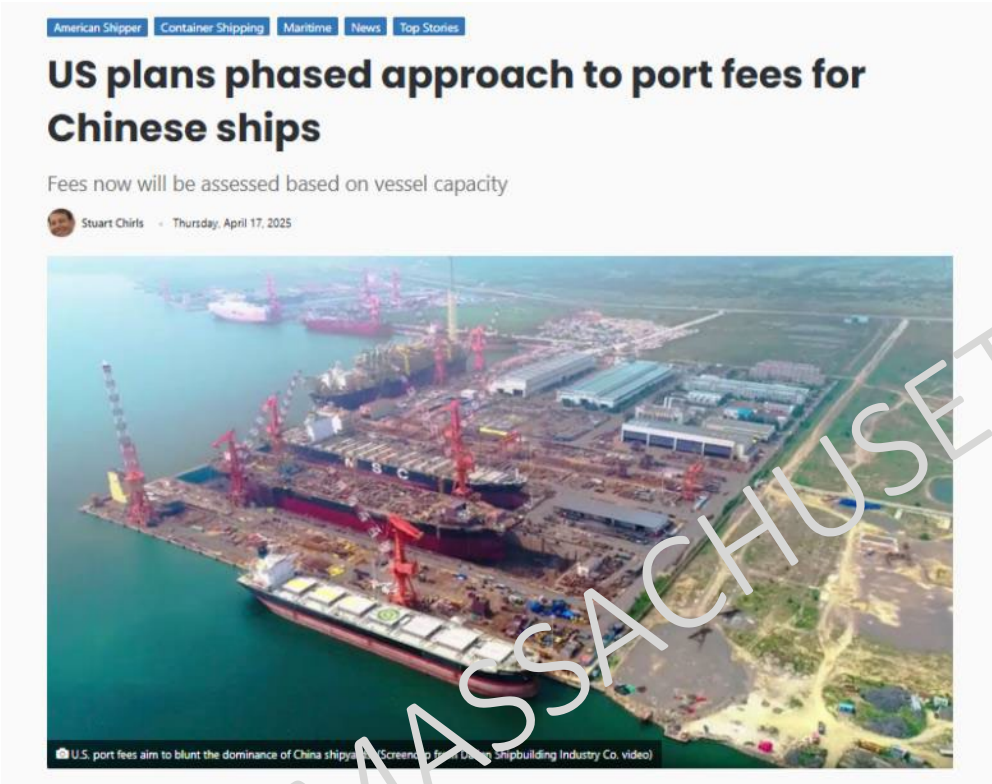 American Shipper Container Shipping Maritime News Top Stories
US plans phased approach to port fees for
Chinese ships
Fees now will be assessed based on vessel capacity
Stuart Chirls • Thursday, April 17, 2025
MSC
U.S. port fees aim to blunt the dominance of China (Screencap Shipbuilding Industry Co. video)
MASSACHUSET